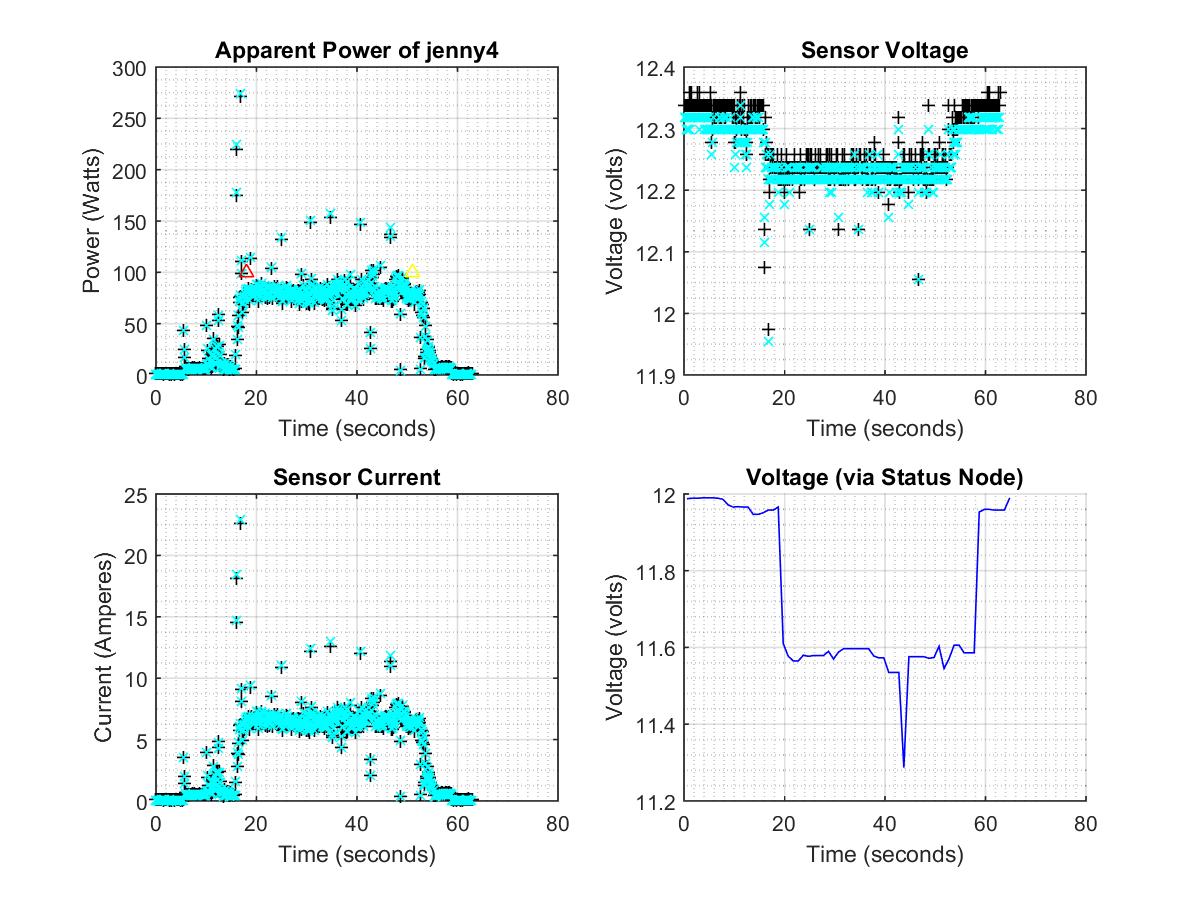 Apparent Power of jenny4
300
250
200
150
100
50
0
Power (Watts)
0 20 40 60 80
Time (seconds)
Sensor Voltage
12.4
12.3
12.2
12.1
12
11.9
Voltage (volts)
0 20 40 60 80
Time (seconds)
Sensor Current
25
20
15
10
5
0
Current (Amperes)
0 20 40 60 80
Time (seconds)
Voltage (via Status Node)
12
11.8
11.6
11.4
11.2
Voltage (volts)
0 20 40 60 80
Time (seconds)